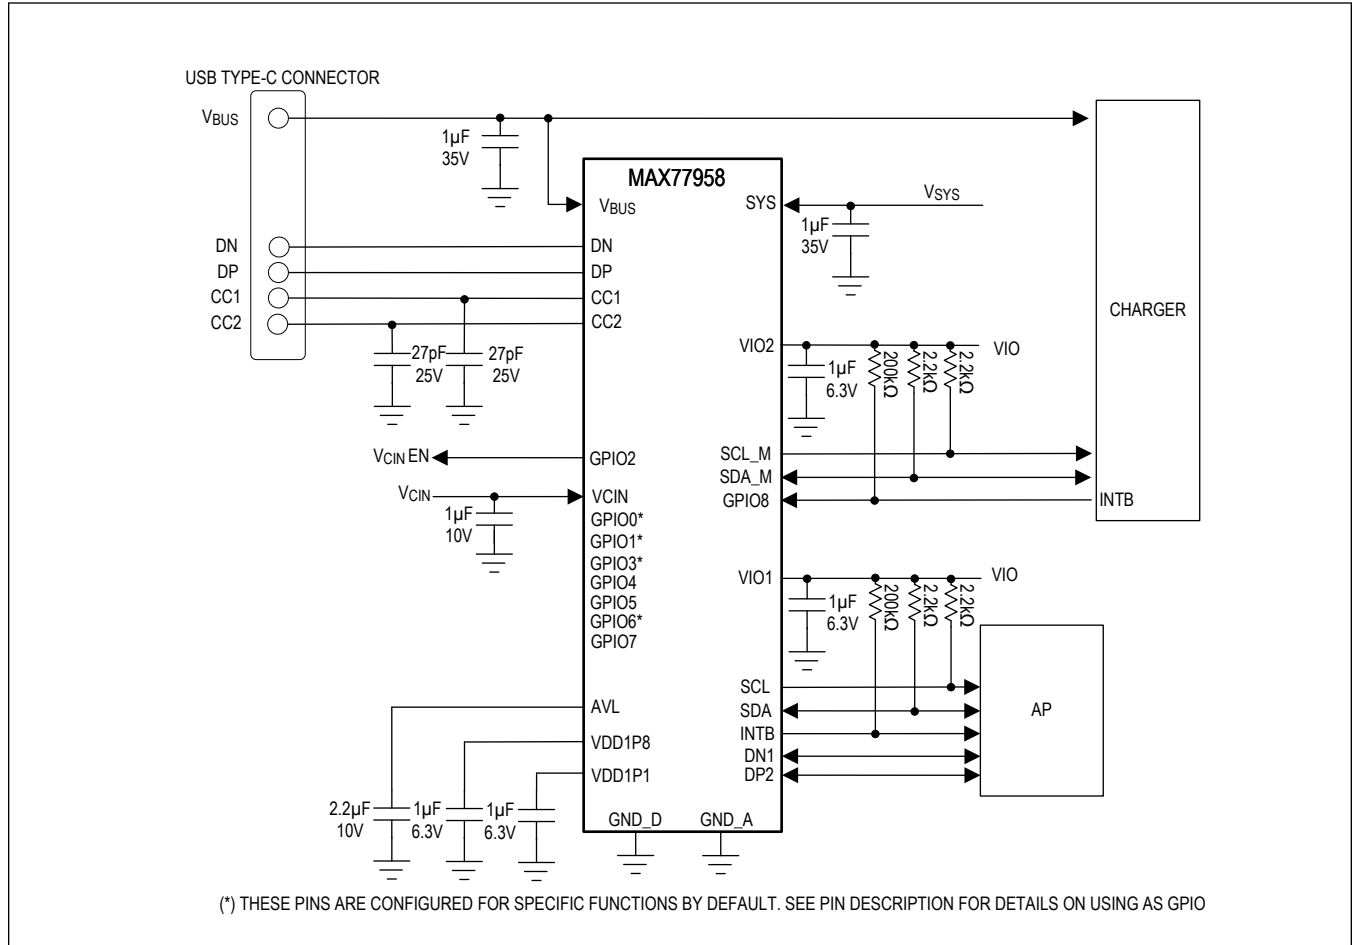 USB TYPE-C CONNECTOR
VBUS
1µF
35V
MAX77958
VBUS
SYS
VSYS
1µF
35V
DN
DN
DP
DP
CC1
CC1
CC2
CC2
27pF
25V
27pF
25V
CHARGER
VIO2
VIO
1µF
6.3V
200kΩ
2.2kΩ
2.2kΩ
VCIN EN
GPIO2
SCL_M
SDA_M
GPIO8
INTB
VCIN
VCIN
1µF
10V
GPIO0*
GPIO1*
GPIO3*
GPIO4
GPIO5
GPIO6*
GPIO7
VIO1
VIO
1µF
6.3V
200kΩ
2.2kΩ
2.2kΩ
SCL
SDA
INTB
DN1
DP2
AP
AVL
VDD1P8
VDD1P1
2.2µF
10V
1µF
6.3V
1µF
6.3V
GND_D
GND_A
(*) THESE PINS ARE CONFIGURED FOR SPECIFIC FUNCTIONS BY DEFAULT. SEE PIN DESCRIPTION FOR DETAILS ON USING AS GPIO